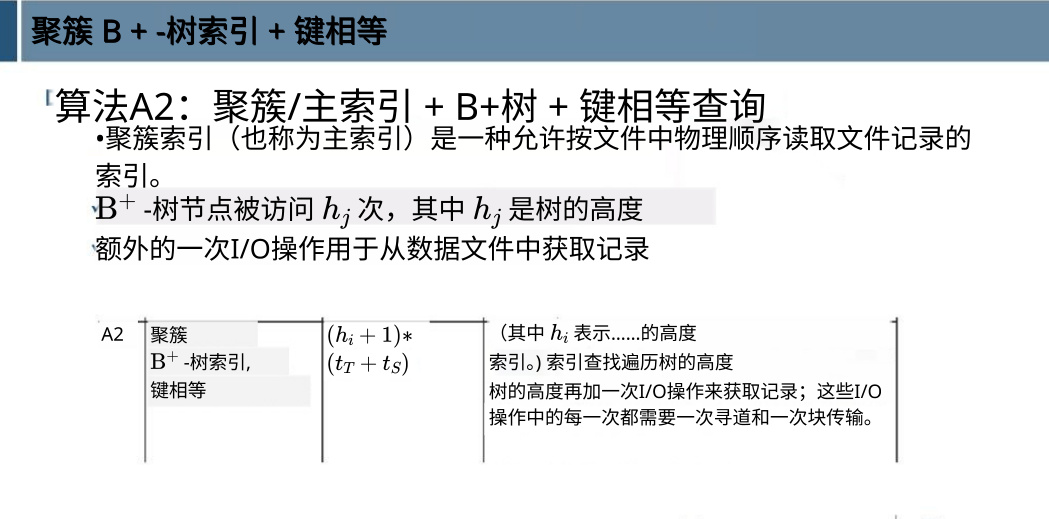 聚簇 B + -树索引 + 键相等
算法A2：聚簇/主索引 + B+树 + 键相等查询
•聚簇索引（也称为主索引）是一种允许按文件中物理顺序读取文件记录的
索引。
B⁺ -树节点被访问 h_j 次，其中 h_j 是树的高度
额外的一次I/O操作用于从数据文件中获取记录
A2
聚簇
B⁺ -树索引,
键相等
(h_i + 1)*
(t_T + t_S)
（其中 h_i 表示......的高度
索引。) 索引查找遍历树的高度
树的高度再加一次I/O操作来获取记录；这些I/O
操作中的每一次都需要一次寻道和一次块传输。